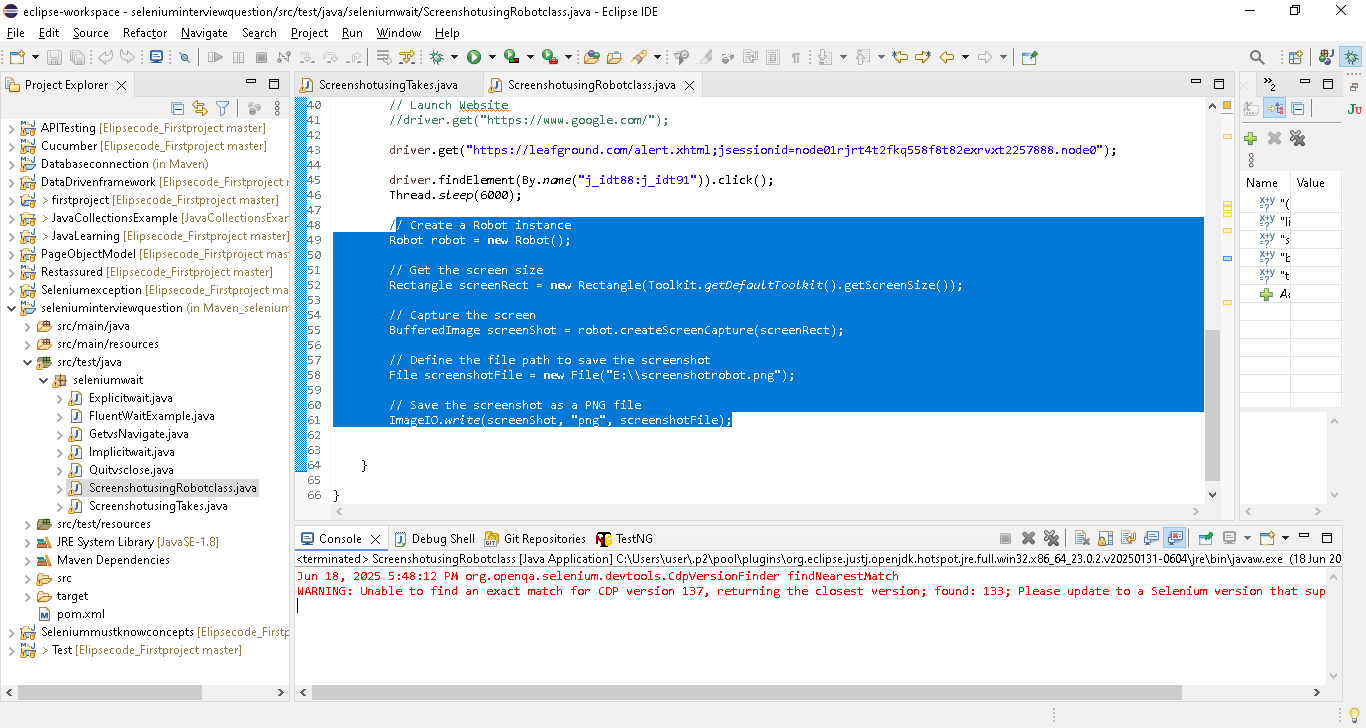 eclipse-workspace - seleniuminterviewquestion/src/test/java/seleniumwait/ScreenshotusingRobotclass.java - Eclipse IDE
File Edit Source Refactor Navigate Search Project Run Window Help
Project Explorer
APITesting [Elipsecode_Firstproject master]
Cucumber [Elipsecode_Firstproject master]
Databaseconnection (in Maven)
DataDrivenframework [Elipsecode_Firstproject r
> firstproject [Elipsecode_Firstproject master]
> JavaCollectionsExample [JavaCollectionsExar
> JavaLearning [Elipsecode_Firstproject master]
PageObjectModel [Elipsecode_Firstproject mas
Restassured [Elipsecode_Firstproject master]
Seleniumexception [Elipsecode_Firstproject ma
seleniuminterviewquestion (in Maven_selenium
src/main/java
src/main/resources
src/test/java
seleniumwait
Explicitwait.java
FluentWaitExample.java
GetvsNavigate.java
Implicitwait.java
Quitvsclose.java
ScreenshotusingRobotclass.java
ScreenshotusingTakes.java
src/test/resources
JRE System Library [JavaSE-1.8]
Maven Dependencies
src
target
pom.xml
Seleniummustknowconcepts [Elipsecode_Firstp
> Test [Elipsecode_Firstproject master]
ScreenshotusingTakes.java ScreenshotusingRobotclass.java
40 // Launch Website
41 //driver.get("https://www.google.com/");
42
43 driver.get("https://leafground.com/alert.xhtml;jsessionid=node01rjrt4t2fkq558f8t82exrvxt2257888.node0");
44
45 driver.findElement(By.name("j_idt88:j_idt91")).click();
46 Thread.sleep(6000);
47
48 // Create a Robot instance
49 Robot robot = new Robot();
50
51 // Get the screen size
52 Rectangle screenRect = new Rectangle(Toolkit.getDefaultToolkit().getScreenSize());
53
54 // Capture the screen
55 BufferedImage screenShot = robot.createScreenCapture(screenRect);
56
57 // Define the file path to save the screenshot
58 File screenshotFile = new File("E:\\screenshotrobot.png");
59
60 // Save the screenshot as a PNG file
61 ImageIO.write(screenShot, "png", screenshotFile);
62
63
64 }
65
66 }
2
Ju
Name Value
x+y =? "(
x+y =? "li
x+y =? "s
x+y =? "b
x+y =? "t
Ac
Console Debug Shell Git Repositories TestNG
<terminated> ScreenshotusingRobotclass [Java Application] C:\Users\user\.p2\pool\plugins\org.eclipse.justj.openjdk.hotspot.jre.full.win32.x86_64_23.0.2.v20250131-0604\jre\bin\javaw.exe (18 Jun 20
Jun 18, 2025 5:48:12 PM org.openqa.selenium.devtools.CdpVersionFinder findNearestMatch
WARNING: Unable to find an exact match for CDP version 137, returning the closest version; found: 133; Please update to a Selenium version that sup